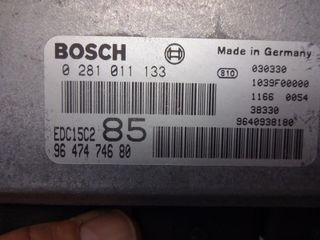 BOSCH
Made in Germany
0 281 011 133
810
030330
1039F00000
1166 0054
38330
EDC15C2 85
9640938180
96 474 746 80